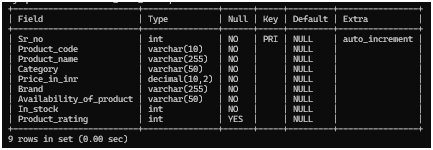 | Field | Type | Null | Key | Default | Extra |
| Sr_no | int | NO | PRI | NULL | auto_increment |
| Product_code | varchar(10) | NO | | NULL | |
| Product_name | varchar(255) | NO | | NULL | |
| Category | varchar(50) | NO | | NULL | |
| Price_in_inr | decimal(10,2) | NO | | NULL | |
| Brand | varchar(255) | NO | | NULL | |
| Availability_of_product | varchar(50) | NO | | NULL | |
| In_stock | int | NO | | NULL | |
| Product_rating | int | YES | | NULL | |
9 rows in set (0.00 sec)